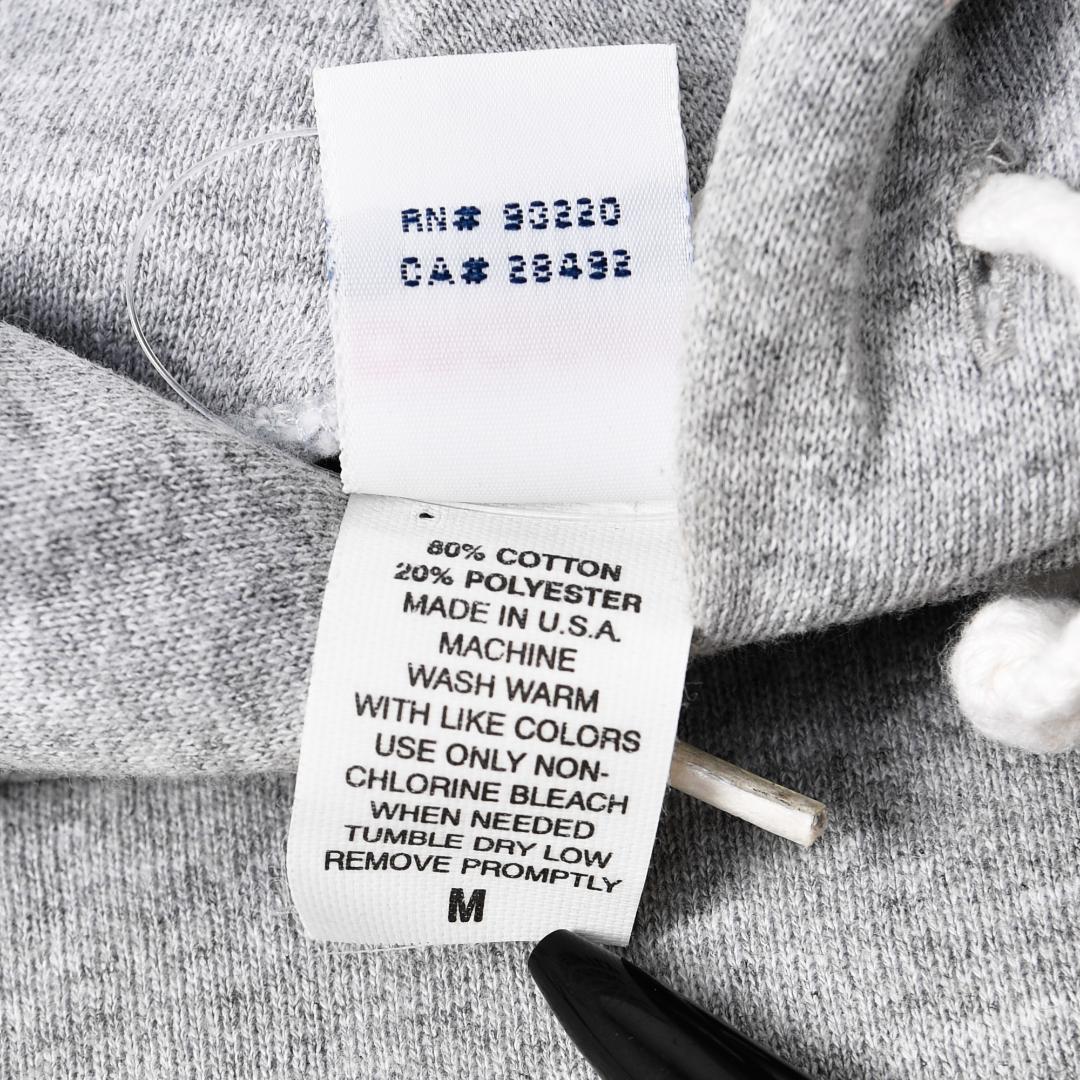 RN# 90220
CA# 28492
80% COTTON
20% POLYESTER
MADE IN U.S.A.
MACHINE
WASH WARM
WITH LIKE COLORS
USE ONLY NON-
CHLORINE BLEACH
WHEN NEEDED
TUMBLE DRY LOW
REMOVE PROMPTLY
M